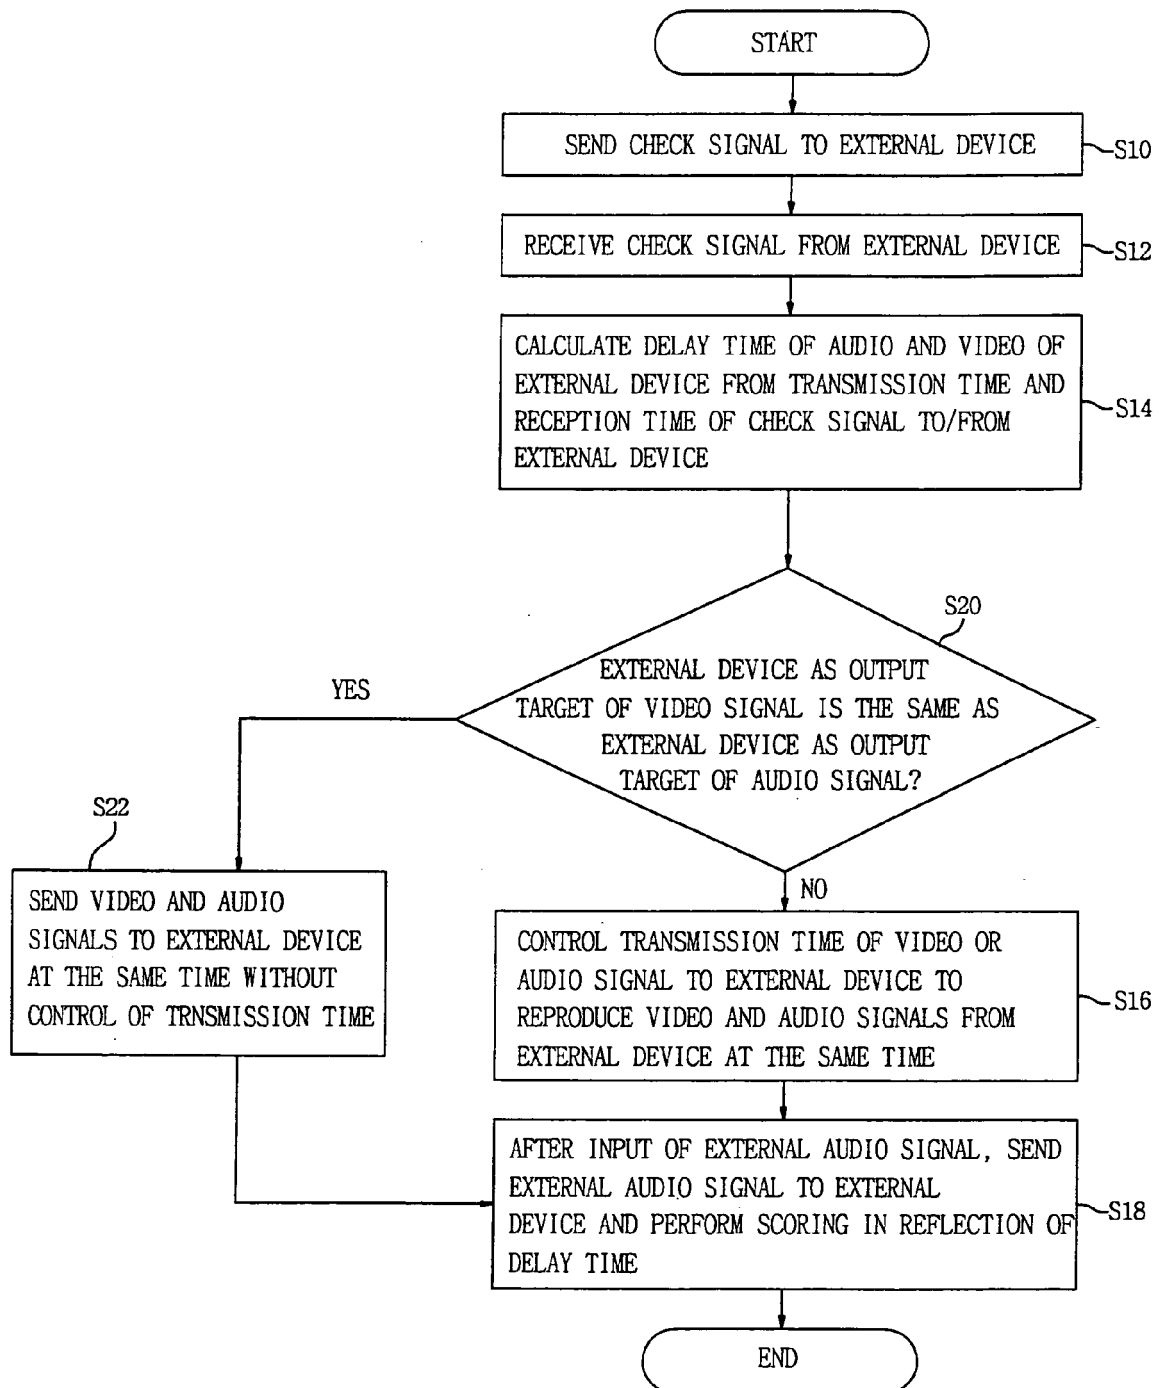 START
SEND CHECK SIGNAL TO EXTERNAL DEVICE
S10
RECEIVE CHECK SIGNAL FROM EXTERNAL DEVICE
S12
CALCULATE DELAY TIME OF AUDIO AND VIDEO OF
EXTERNAL DEVICE FROM TRANSMISSION TIME AND
RECEPTION TIME OF CHECK SIGNAL TO/FROM
EXTERNAL DEVICE
S14
S20
EXTERNAL DEVICE AS OUTPUT
TARGET OF VIDEO SIGNAL IS THE SAME AS
EXTERNAL DEVICE AS OUTPUT
TARGET OF AUDIO SIGNAL?
YES
S22
SEND VIDEO AND AUDIO
SIGNALS TO EXTERNAL DEVICE
AT THE SAME TIME WITHOUT
CONTROL OF TRNSMISSION TIME
NO
CONTROL TRANSMISSION TIME OF VIDEO OR
AUDIO SIGNAL TO EXTERNAL DEVICE TO
REPRODUCE VIDEO AND AUDIO SIGNALS FROM
EXTERNAL DEVICE AT THE SAME TIME
S16
AFTER INPUT OF EXTERNAL AUDIO SIGNAL, SEND
EXTERNAL AUDIO SIGNAL TO EXTERNAL
DEVICE AND PERFORM SCORING IN REFLECTION OF
DELAY TIME
S18
END